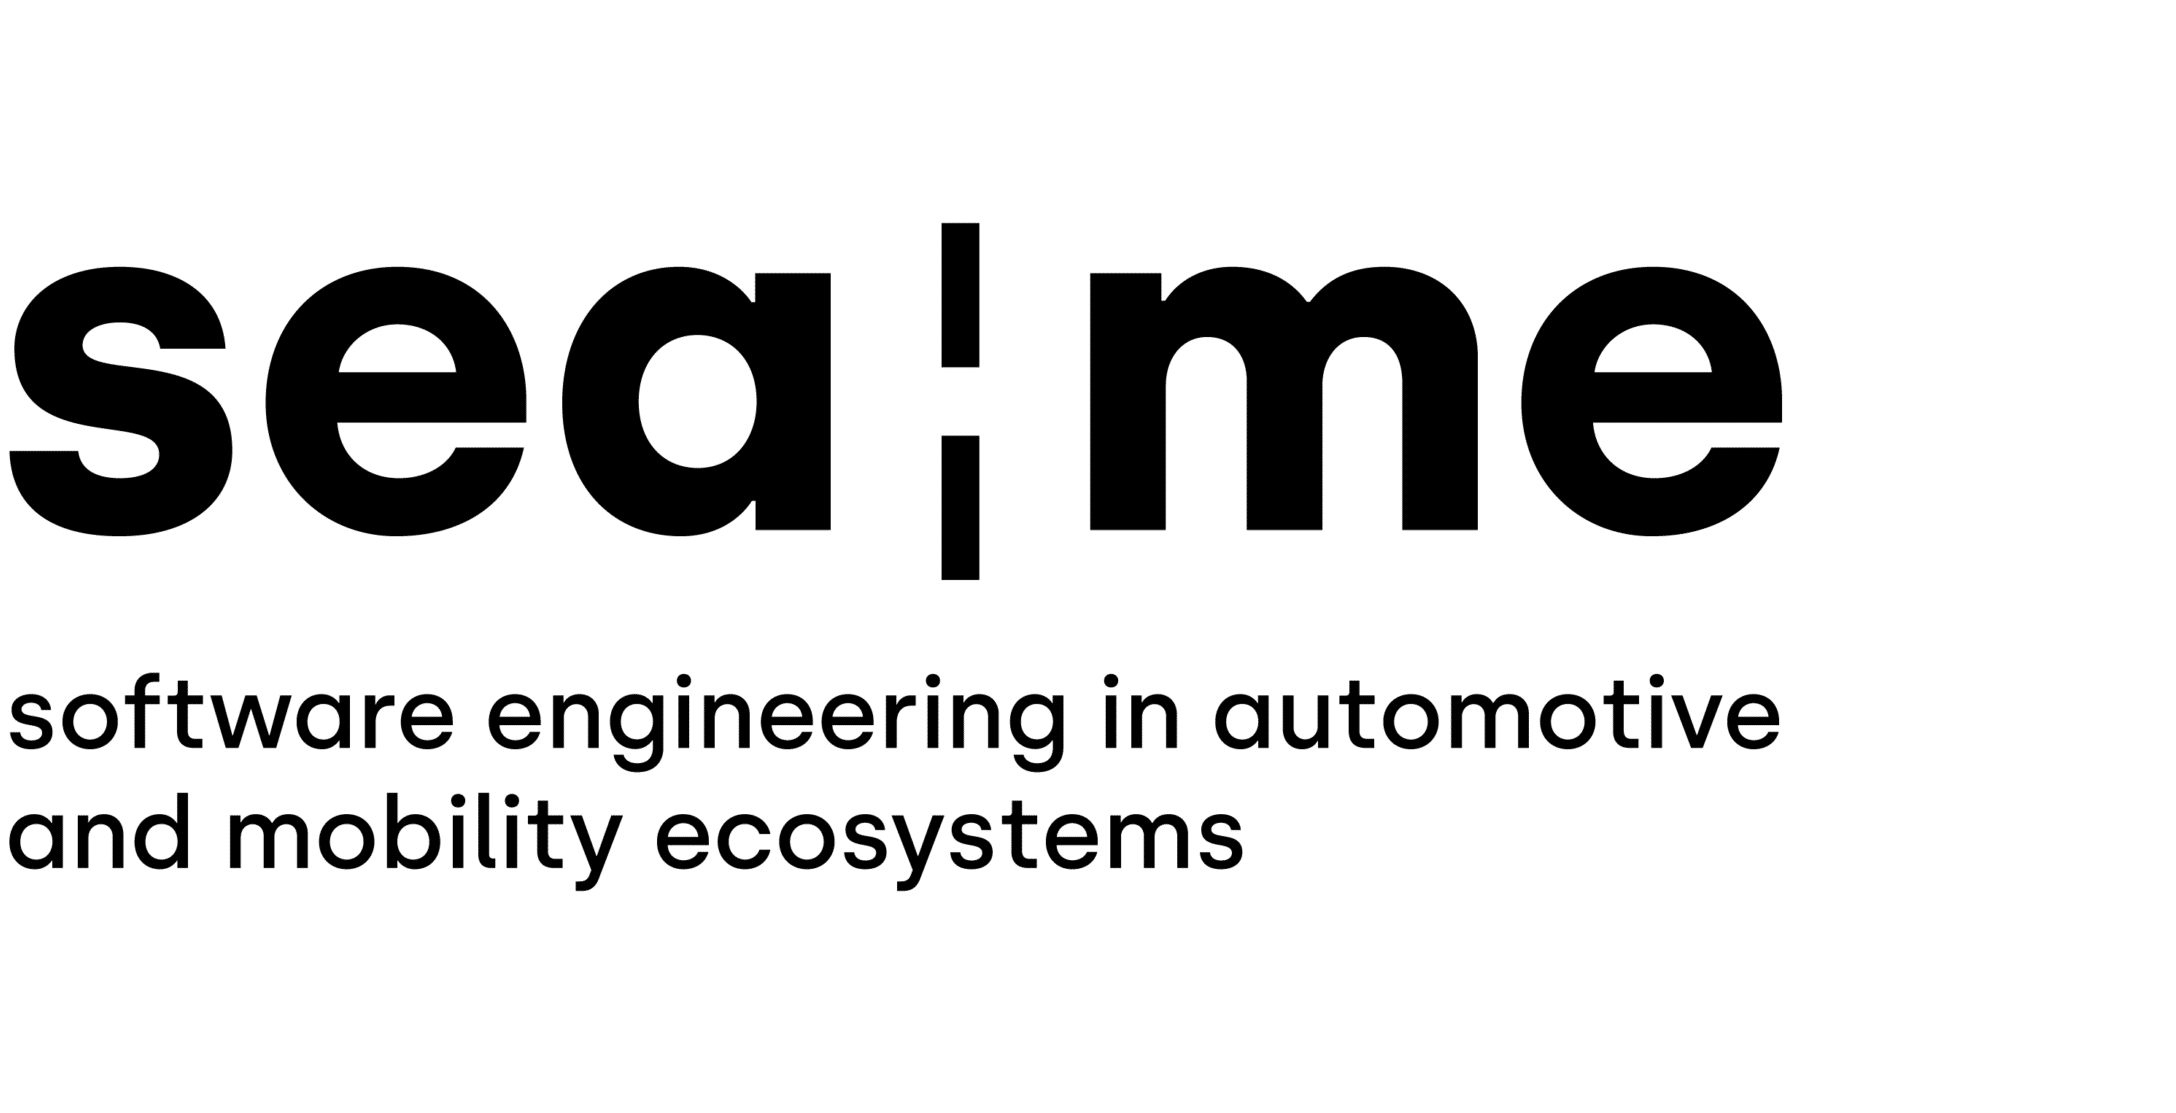 sea¦me
software engineering in automotive
and mobility ecosystems